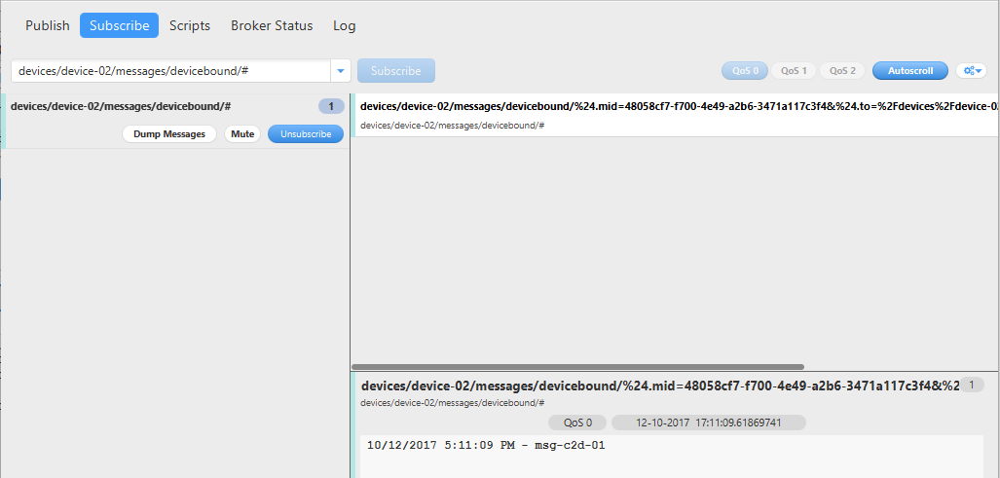 Publish Subscribe Scripts Broker Status Log
devices/device-02/messages/devicebound/# Subscribe QoS 0 QoS 1 QoS 2 Autoscroll
devices/device-02/messages/devicebound/# 1
Dump Messages Mute Unsubscribe
devices/device-02/messages/devicebound/%24.mid=48058cf7-f700-4e49-a2b6-3471a117c3f4&%24.to=%2Fdevices%2Fdevice-02
devices/device-02/messages/devicebound/#
devices/device-02/messages/devicebound/%24.mid=48058cf7-f700-4e49-a2b6-3471a117c3f4&%2 1
devices/device-02/messages/devicebound/#
QoS 0 12-10-2017 17:11:09.61869741
10/12/2017 5:11:09 PM - msg-c2d-01